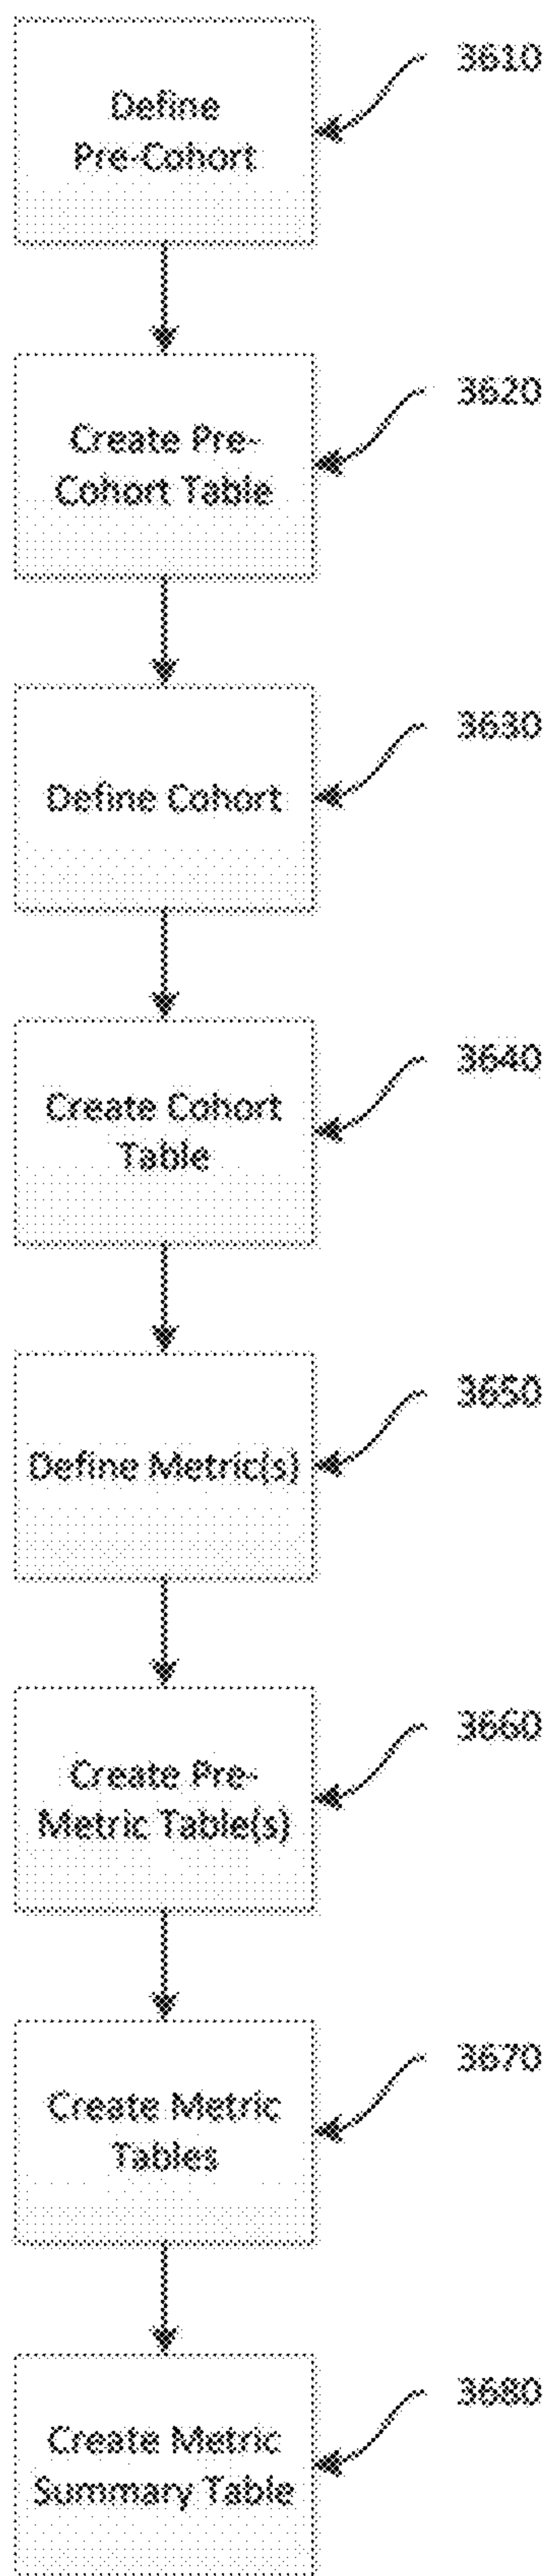 Define
Pre-Cohort
3610
Create Pre-
Cohort Table
3620
Define Cohort
3630
Create Cohort
Table
3640
Define Metric(s)
3650
Create Pre-
Metric Table(s)
3660
Create Metric
Tables
3670
Create Metric
Summary Table
3680